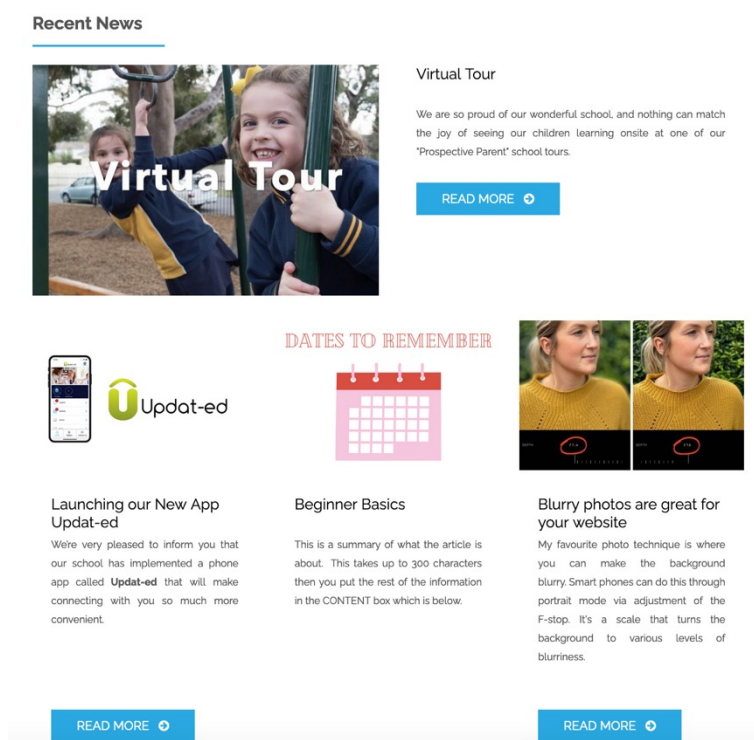 Recent News
Virtual Tour
Virtual Tour
We are so proud of our wonderful school, and nothing can match
the joy of seeing our children learning onsite at one of our
"Prospective Parent" school tours.
READ MORE
Updat-ed
DATES TO REMEMBER
Launching our New App
Updat-ed
We're very pleased to inform you that
our school has implemented a phone
app called Updat-ed that will make
connecting with you so much more
convenient.
READ MORE
Beginner Basics
This is a summary of what the article is
about. This takes up to 300 characters
then you put the rest of the information
in the CONTENT box which is below.
Blurry photos are great for
your website
My favourite photo technique is where
you can make the background
blurry. Smart phones can do this through
portrait mode via adjustment of the
F-stop. It's a scale that turns the
background to various levels of
blurriness.
READ MORE